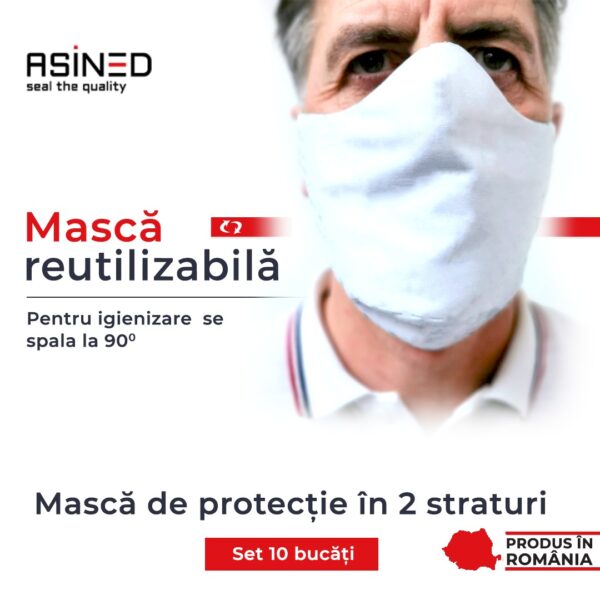 ASINED
seal the quality
Mască
reutilizabilă
Pentru igienizare se
spala la 90⁰
Mască de protecție în 2 straturi
Set 10 bucăți
PRODUS ÎN
ROMÂNIA